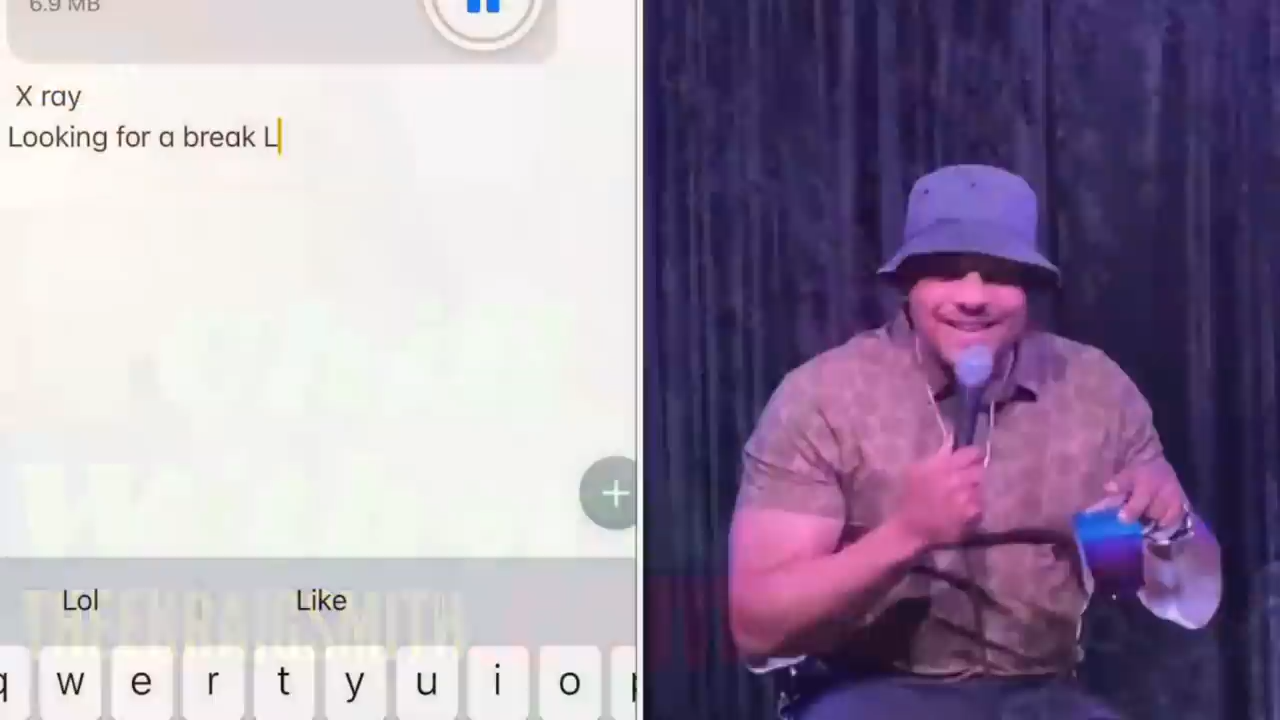 6.9 MB
X ray
Looking for a break L
Lol Like
q w e r t y u i o p